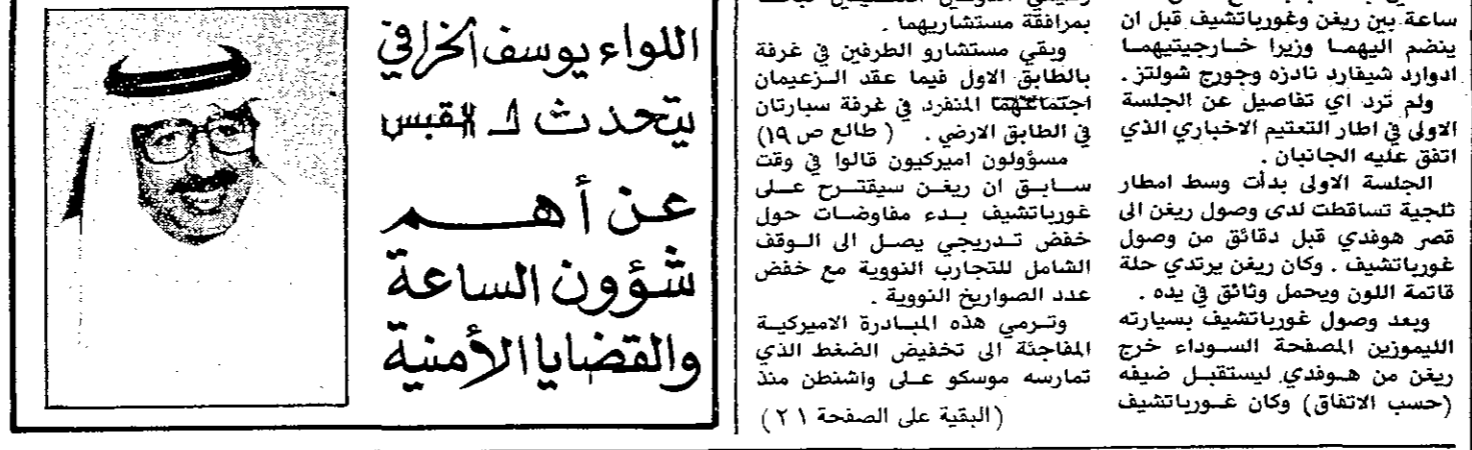 ساعة بين ريغن وغورباتشيف قبل ان
ينضم اليهما وزيرا خارجيتيهما
ادوارد شيفارد نادزه وجورج شولتز .
ولم ترد اي تفاصيل عن الجلسة
الاولى في اطار التعتيم الاخباري الذي
اتفق عليه الجانبان .
الجلسة الاولى بدأت وسط امطار
ثلجية تساقطت لدى وصول ريغن الى
قصر هوفدي قبل دقائق من وصول
غورباتشيف . وكان ريغن يرتدي حلة
قاتمة اللون ويحمل وثائق في يده .
وبعد وصول غورباتشيف بسيارته
الليموزين المصفحة السوداء خرج
ريغن من هوفدي ليستقبل ضيفه
(حسب الاتفاق) وكان غورباتشيف
بمرافقة مستشاريهما .
وبقي مستشارو الطرفين في غرفة
بالطابق الاول فيما عقد الزعيمان
اجتماعهما المنفرد في غرفة سبارتان
في الطابق الارضي . ( طالع ص ١٩)
مسؤولون اميركيون قالوا في وقت
سابق ان ريغن سيقترح على
غورباتشيف بدء مفاوضات حول
خفض تدريجي يصل الى الوقف
الشامل للتجارب النووية مع خفض
عدد الصواريخ النووية .
وترمي هذه المبادرة الاميركية
المفاجئة الى تخفيض الضغط الذي
تمارسه موسكو على واشنطن منذ
(البقية على الصفحة ٢١)
اللواء يوسف الخرافي
يتحدث لـ القبس
عن أهم
شؤون الساعة
والقضايا الأمنية